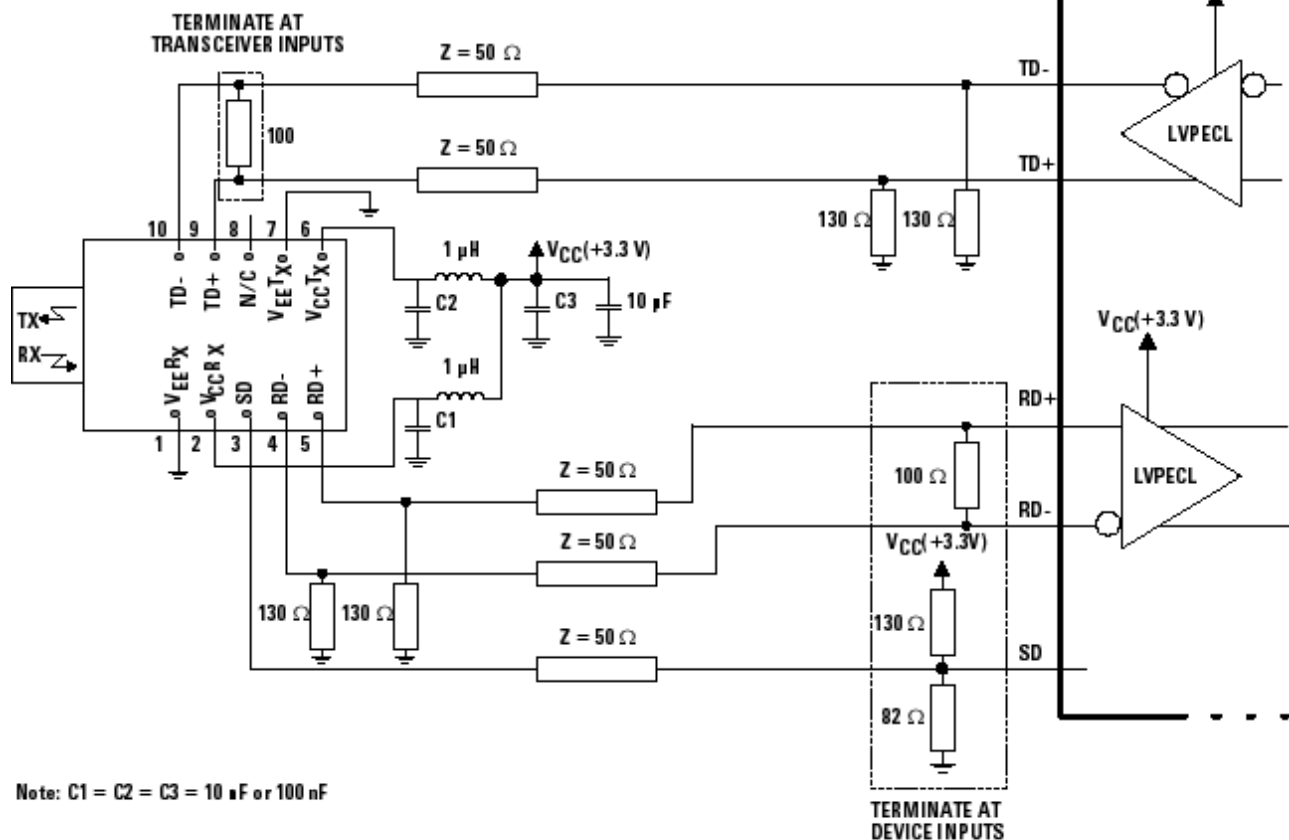 TERMINATE AT
TRANSCEIVER INPUTS
Z = 50 Ω
TD-
100
LVPECL
Z = 50 Ω
TD+
130 Ω 130 Ω
10 9 8 7 6
TD- TD+ N/C VEETX VCCTX
1 µH
VCC(+3.3 V)
C2 C3 10 µF
TX
RX
1 µH
C1
VEERX VCCRX SD RD- RD+
1 2 3 4 5
VCC(+3.3 V)
RD+
Z = 50 Ω
100 Ω
LVPECL
RD-
Z = 50 Ω
VCC(+3.3V)
130 Ω 130 Ω
130 Ω
Z = 50 Ω
SD
82 Ω
Note: C1 = C2 = C3 = 10 nF or 100 nF
TERMINATE AT
DEVICE INPUTS